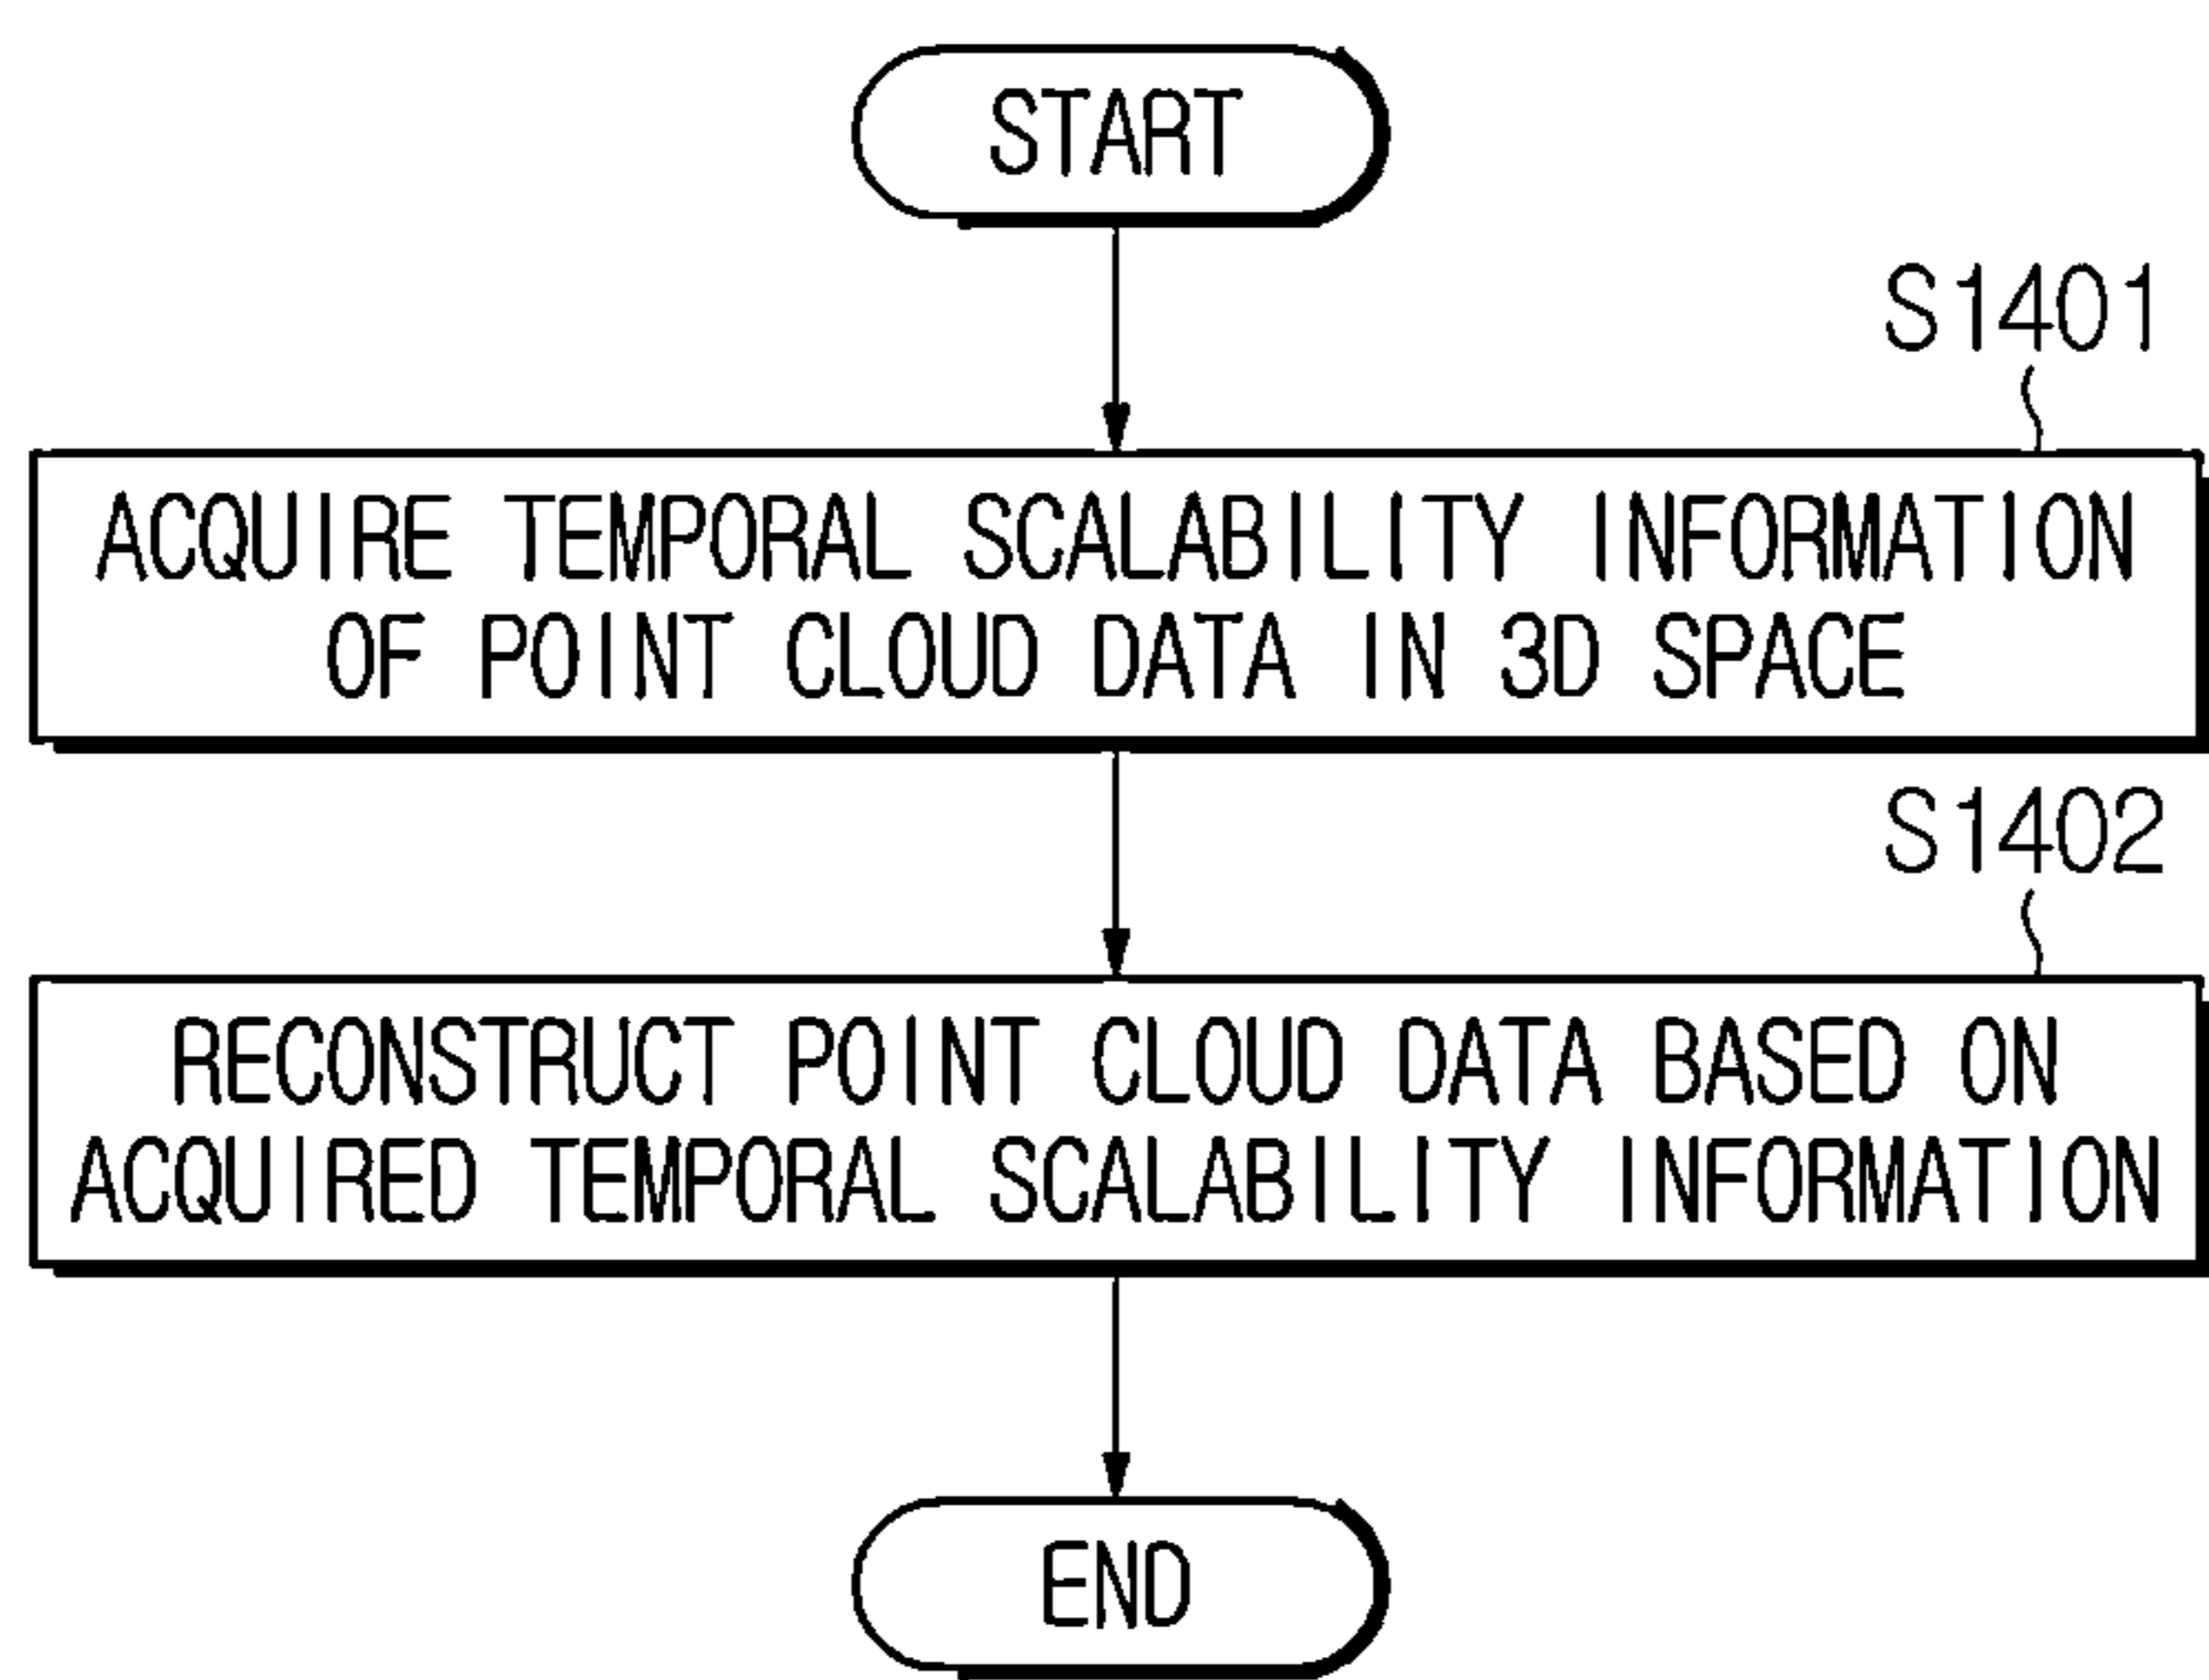 START
S1401
ACQUIRE TEMPORAL SCALABILITY INFORMATION
OF POINT CLOUD DATA IN 3D SPACE
S1402
RECONSTRUCT POINT CLOUD DATA BASED ON
ACQUIRED TEMPORAL SCALABILITY INFORMATION
END